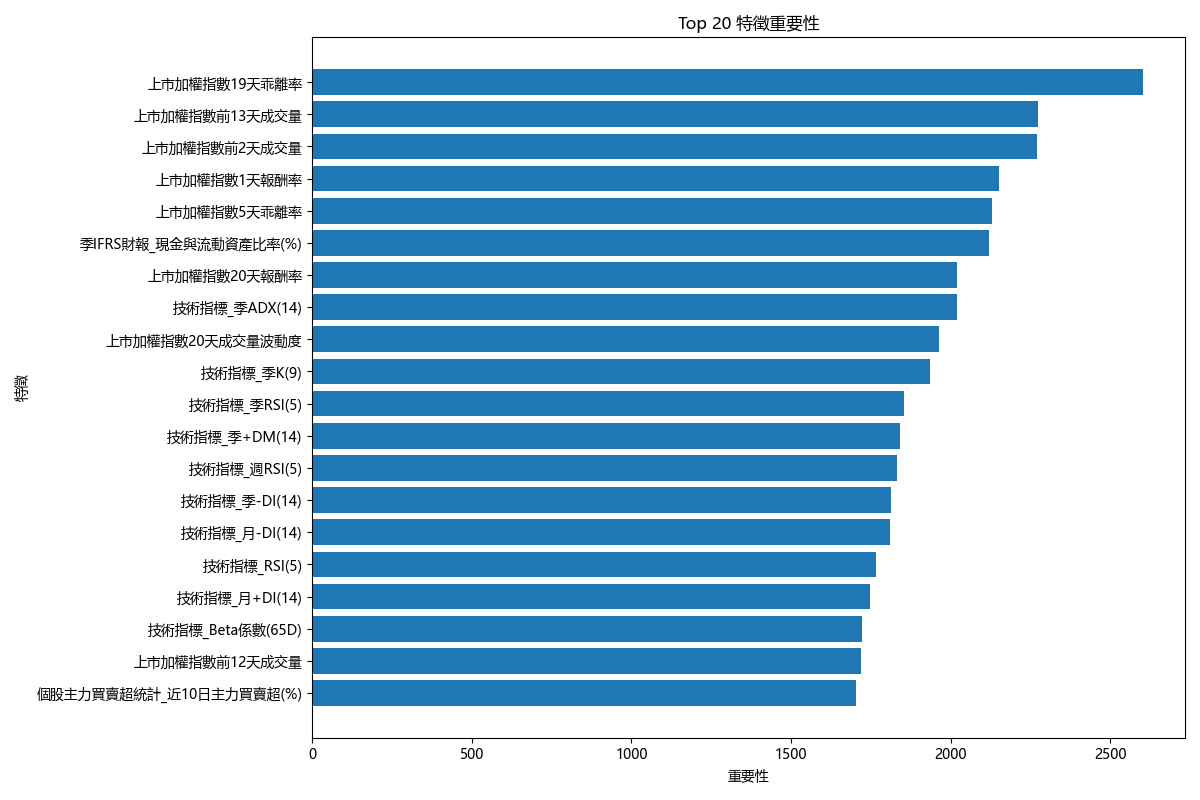 Top 20 特徵重要性
上市加權指數19天乖離率
上市加權指數前13天成交量
上市加權指數前2天成交量
上市加權指數1天報酬率
上市加權指數5天乖離率
季IFRS財報_現金與流動資產比率(%)
上市加權指數20天報酬率
技術指標_季ADX(14)
上市加權指數20天成交量波動度
技術指標_季K(9)
技術指標_季RSI(5)
技術指標_季+DM(14)
技術指標_週RSI(5)
技術指標_季-DI(14)
技術指標_月-DI(14)
技術指標_RSI(5)
技術指標_月+DI(14)
技術指標_Beta係數(65D)
上市加權指數前12天成交量
個股主力買賣超統計_近10日主力買賣超(%)
特徵
0 500 1000 1500 2000 2500
重要性